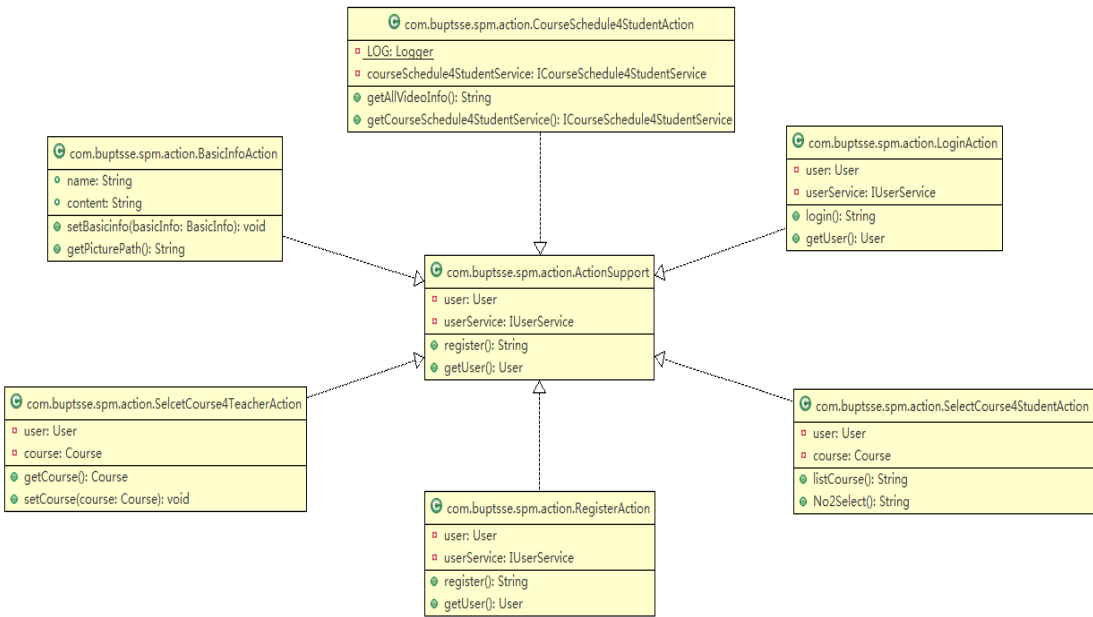 com.buptsse.spm.action.CourseSchedule4StudentAction
LOG: Logger
courseSchedule4StudentService: ICourseSchedule4StudentService
getAllVideoInfo(): String
getCourseSchedule4StudentService(): ICourseSchedule4StudentService
com.buptsse.spm.action.BasicInfoAction
name: String
content: String
setBasicinfo(basicInfo: BasicInfo): void
getPicturePath(): String
com.buptsse.spm.action.LoginAction
user: User
userService: IUserService
login(): String
getUser(): User
com.buptsse.spm.action.ActionSupport
user: User
userService: IUserService
register(): String
getUser(): User
com.buptsse.spm.action.SelcetCourse4TeacherAction
user: User
course: Course
getCourse(): Course
setCourse(course: Course): void
com.buptsse.spm.action.SelectCourse4StudentAction
user: User
course: Course
listCourse(): String
No2Select(): String
com.buptsse.spm.action.RegisterAction
user: User
userService: IUserService
register(): String
getUser(): User